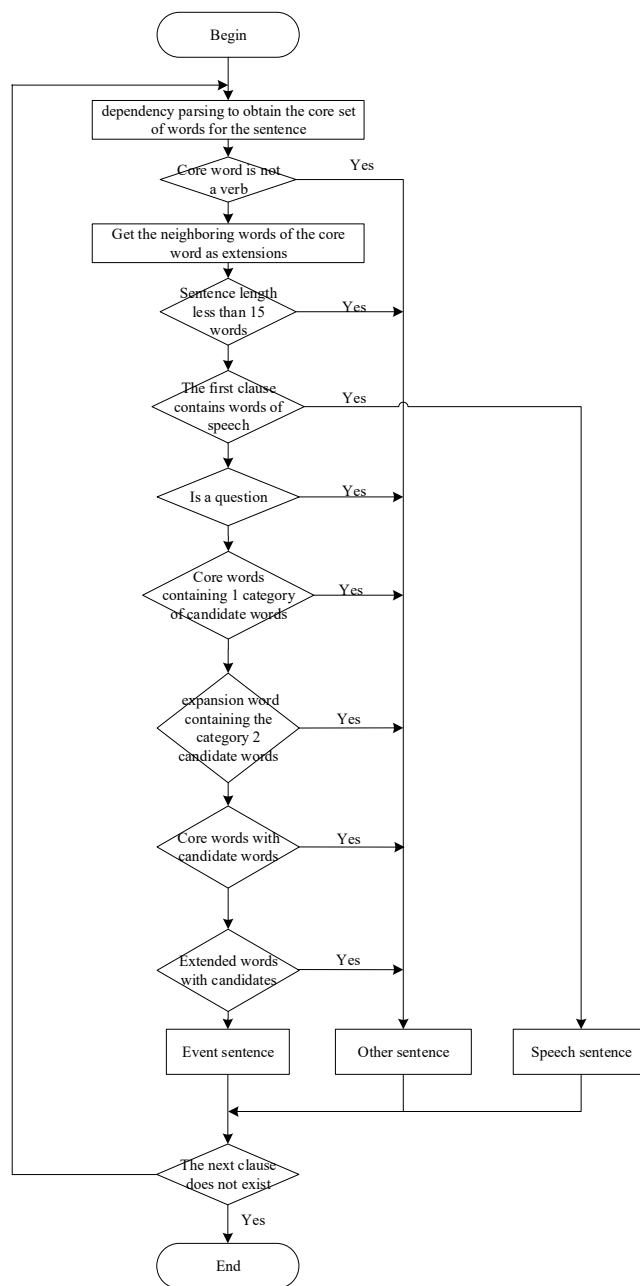 Begin
dependency parsing to obtain the core set
of words for the sentence
Yes
Core word is not
a verb
Get the neighboring words of the core
word as extensions
Sentence length
less than 15
words
Yes
The first clause
contains words of
speech
Yes
Is a question
Yes
Core words
containing 1 category
of candidate words
Yes
expansion word
containing the
category 2
candidate words
Yes
Core words with
candidate words
Yes
Extended words
with candidates
Yes
Event sentence
Other sentence
Speech sentence
The next clause
does not exist
Yes
End